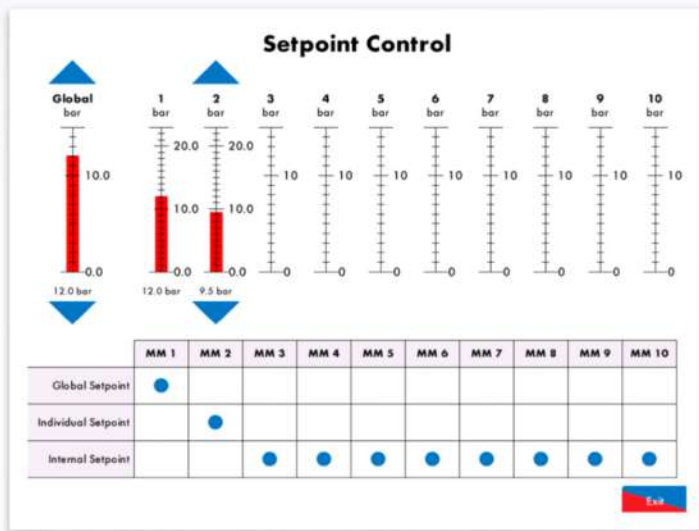 Setpoint Control
Global 1 2 3 4 5 6 7 8 9 10
bar bar bar bar bar bar bar bar bar bar bar
20.0 20.0
10.0 10 10 10 10 10 10 10 10
10.0 10.0
0.0 0.0 0.0 0 0 0 0 0 0 0 0
12.0 bar 12.0 bar 9.5 bar
MM 1 MM 2 MM 3 MM 4 MM 5 MM 6 MM 7 MM 8 MM 9 MM 10
Global Setpoint
Individual Setpoint
Internal Setpoint
Exit